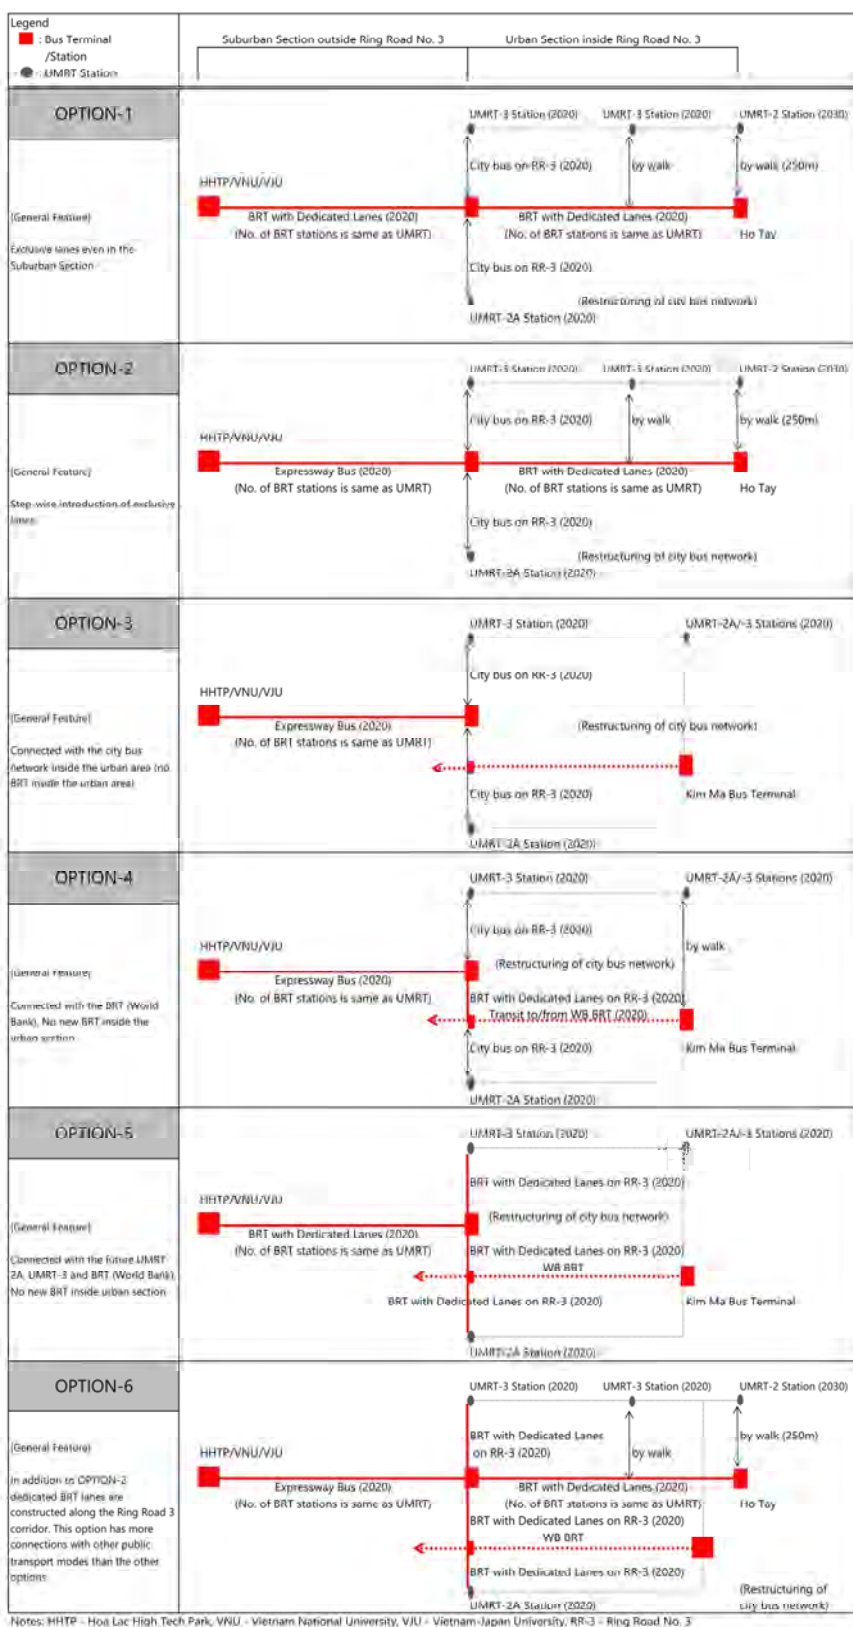 Legend
: Bus Terminal
/Station
: UMRT Station
Suburban Section outside Ring Road No. 3
Urban Section inside Ring Road No. 3
OPTION-1
(General Feature)
Exclusive lanes even in the
Suburban Section
UMRT-3 Station (2020)
UMRT-3 Station (2020)
UMRT-2 Station (2030)
City bus on RR-3 (2020)
by walk
by walk (250m)
HHTP/VNU/VJU
BRT with Dedicated Lanes (2020)
(No. of BRT stations is same as UMRT)
BRT with Dedicated Lanes (2020)
(No. of BRT stations is same as UMRT)
Ho Tay
City bus on RR-3 (2020)
(Restructuring of city bus network)
UMRT-2A Station (2020)
OPTION-2
(General Feature)
Step-wise introduction of exclusive
lanes
UMRT-3 Station (2020)
UMRT-3 Station (2020)
UMRT-2 Station (2030)
City bus on RR-3 (2020)
by walk
by walk (250m)
HHTP/VNU/VJU
Expressway Bus (2020)
(No. of BRT stations is same as UMRT)
BRT with Dedicated Lanes (2020)
(No. of BRT stations is same as UMRT)
Ho Tay
City bus on RR-3 (2020)
(Restructuring of city bus network)
UMRT-2A Station (2020)
OPTION-3
(General Feature)
Connected with the city bus
network inside the urban area (no
BRT inside the urban area)
UMRT-3 Station (2020)
UMRT-2A/-3 Stations (2020)
City bus on RR-3 (2020)
HHTP/VNU/VJU
Expressway Bus (2020)
(No. of BRT stations is same as UMRT)
(Restructuring of city bus network)
City bus on RR-3 (2020)
Kim Ma Bus Terminal
UMRT-2A Station (2020)
OPTION-4
(General Feature)
Connected with the BRT (World
Bank), No new BRT inside the
urban section
UMRT-3 Station (2020)
UMRT-2A/-3 Stations (2020)
City bus on RR-3 (2020)
by walk
HHTP/VNU/VJU
(Restructuring of city bus network)
Expressway Bus (2020)
(No. of BRT stations is same as UMRT)
BRT with Dedicated Lanes on RR-3 (2020)
Transit to/from WB BRT (2020)
City bus on RR-3 (2020)
Kim Ma Bus Terminal
UMRT-2A Station (2020)
OPTION-5
(General Feature)
Connected with the future UMRT-
2A, UMRT-3 and BRT (World Bank)
No new BRT inside urban section
UMRT-3 Station (2020)
UMRT-2A/-3 Stations (2020)
BRT with Dedicated Lanes on RR-3 (2020)
HHTP/VNU/VJU
(Restructuring of city bus network)
BRT with Dedicated Lanes (2020)
(No. of BRT stations is same as UMRT)
BRT with Dedicated Lanes on RR-3 (2020)
WB BRT
BRT with Dedicated Lanes on RR-3 (2020)
Kim Ma Bus Terminal
UMRT-2A Station (2020)
OPTION-6
(General Feature)
In addition to OPTION-2
dedicated BRT lanes are
constructed along the Ring Road 3
corridor. This option has more
connections with other public
transport modes than the other
options
UMRT-3 Station (2020)
UMRT-3 Station (2020)
UMRT-2 Station (2030)
BRT with Dedicated Lanes
on RR-3 (2020)
by walk
by walk (250m)
HHTP/VNU/VJU
Expressway Bus (2020)
(No. of BRT stations is same as UMRT)
BRT with Dedicated Lanes (2020)
(No. of BRT stations is same as UMRT)
Ho Tay
BRT with Dedicated Lanes on RR-3 (2020)
WB BRT
BRT with Dedicated Lanes on RR-3 (2020)
UMRT-2A Station (2020)
(Restructuring of
city bus network)
Notes: HHTP - Hoa Lac High Tech Park, VNU - Vietnam National University, VJU - Vietnam-Japan University, RR-3 - Ring Road No. 3